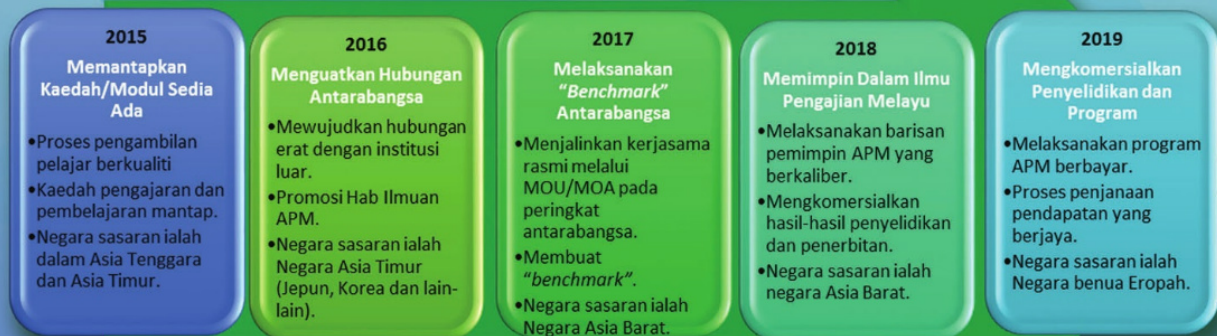 2015
Memantapkan
Kaedah/Modul Sedia
Ada
•Proses pengambilan
pelajar berkualiti
•Kaedah pengajaran dan
pembelajaran mantap.
•Negara sasaran ialah
dalam Asia Tenggara
dan Asia Timur.
2016
Menguatkan Hubungan
Antarabangsa
•Mewujudkan hubungan
erat dengan institusi
luar.
•Promosi Hab Ilmuan
APM.
•Negara sasaran ialah
Negara Asia Timur
(Jepun, Korea dan lain-
lain).
2017
Melaksanakan
“Benchmark”
Antarabangsa
•Menjalinkan kerjasama
rasmi melalui
MOU/MOA pada
peringkat
antarabangsa.
•Membuat
“benchmark”.
•Negara sasaran ialah
Negara Asia Barat.
2018
Memimpin Dalam Ilmu
Pengajian Melayu
•Melaksanakan barisan
pemimpin APM yang
berkaliber.
•Mengkomersialkan
hasil-hasil penyelidikan
dan penerbitan.
•Negara sasaran ialah
negara Asia Barat.
2019
Mengkomersialkan
Penyelidikan dan
Program
•Melaksanakan program
APM berbayar.
•Proses penjanaan
pendapatan yang
berjaya.
•Negara sasaran ialah
Negara benua Eropah.